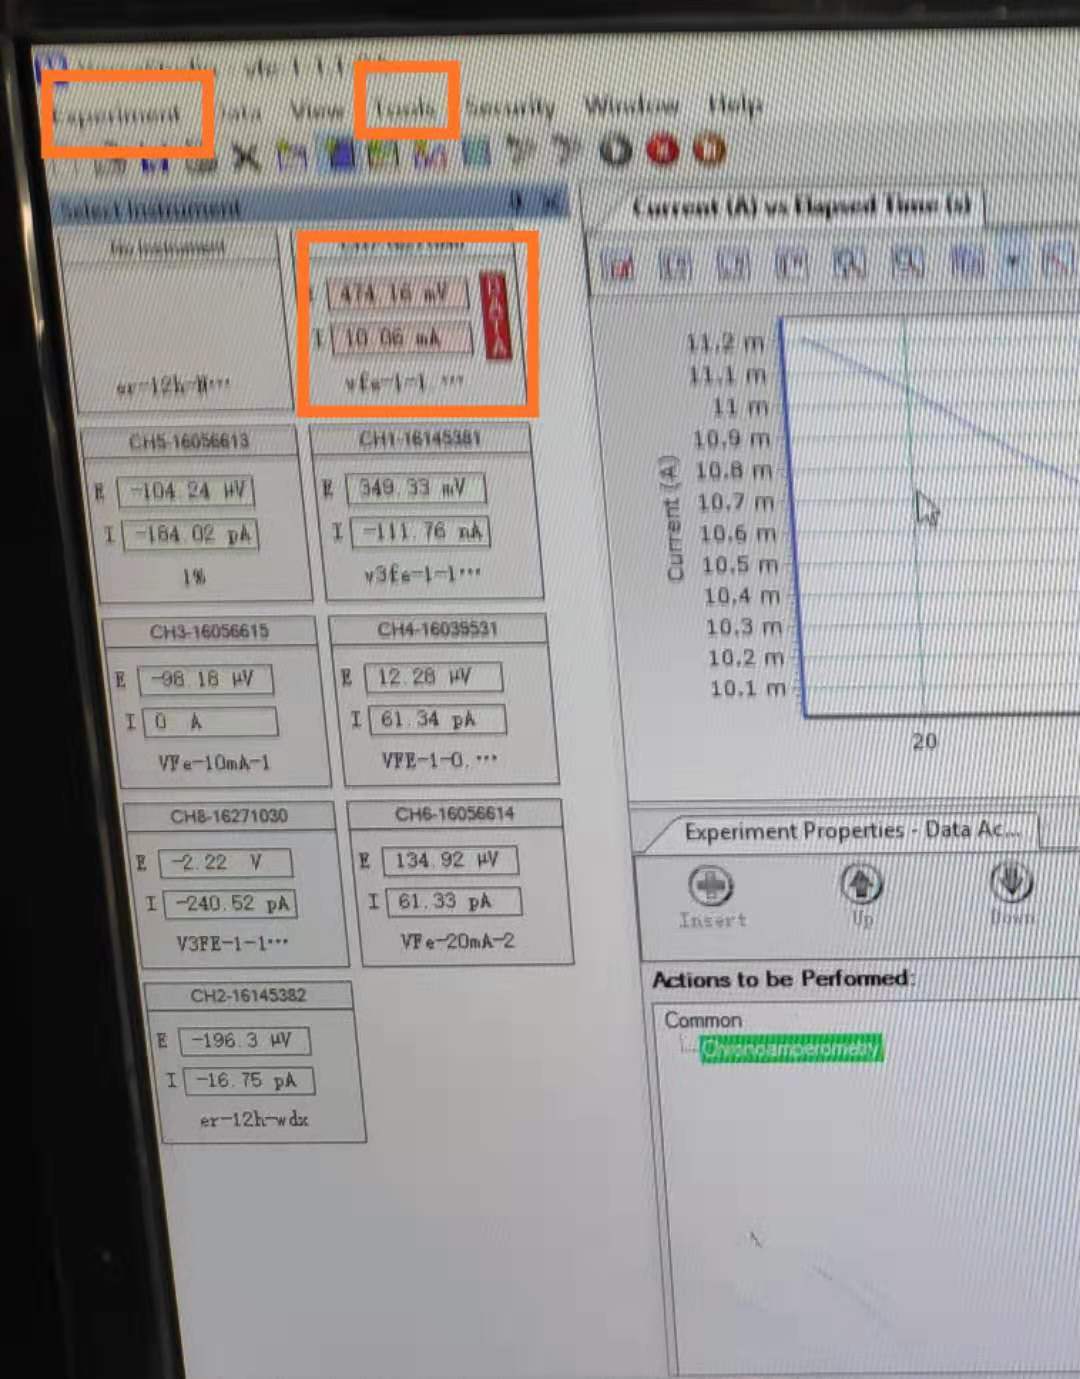 Experiment Data View Tools Security Window Help
Select Instrument
Current (A) vs Elapsed Time (s)
No Instrument
er-12h-W...
474.16 mV
I 10.06 mA
DATA
vfe-1-1 ...
CH5-16056613
E -104.24 µV
I -184.02 pA
1%
CH1-16145381
E 349.33 mV
I -111.76 nA
v3fe-1-1...
CH3-16056615
E -98.18 µV
I 0 A
VFe-10mA-1
CH4-16039531
E 12.28 µV
I 61.34 pA
VFE-1-0....
CH8-16271030
E -2.22 V
I -240.52 pA
V3FE-1-1...
CH6-16056614
E 134.92 µV
I 61.33 pA
VFe-20mA-2
CH2-16145382
E -196.3 µV
I -16.75 pA
er-12h-wdx
Current (A)
11.2 m
11.1 m
11 m
10.9 m
10.8 m
10.7 m
10.6 m
10.5 m
10.4 m
10.3 m
10.2 m
10.1 m
20
Experiment Properties - Data Ac...
Insert Up Down
Actions to be Performed:
Common
Chronoamperometry